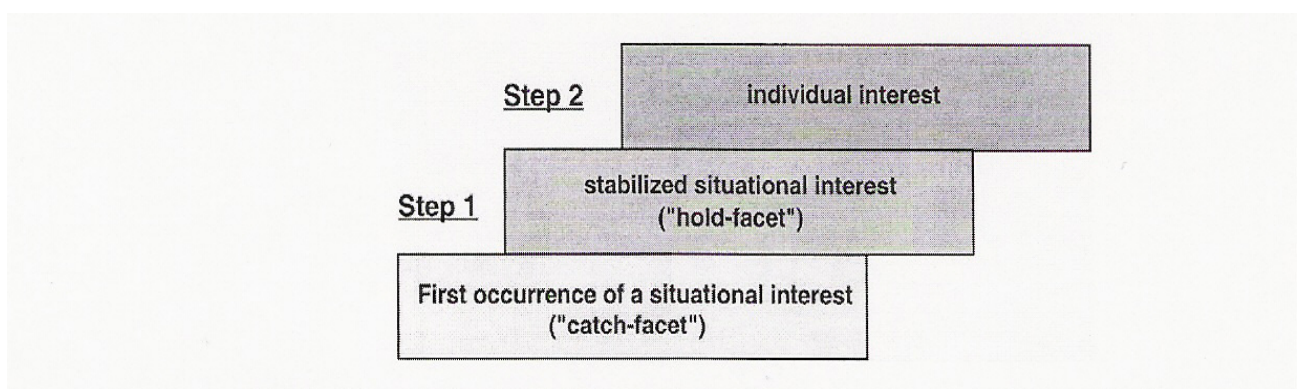 Step 2
individual interest
Step 1
stabilized situational interest
("hold-facet")
First occurrence of a situational interest
("catch-facet")